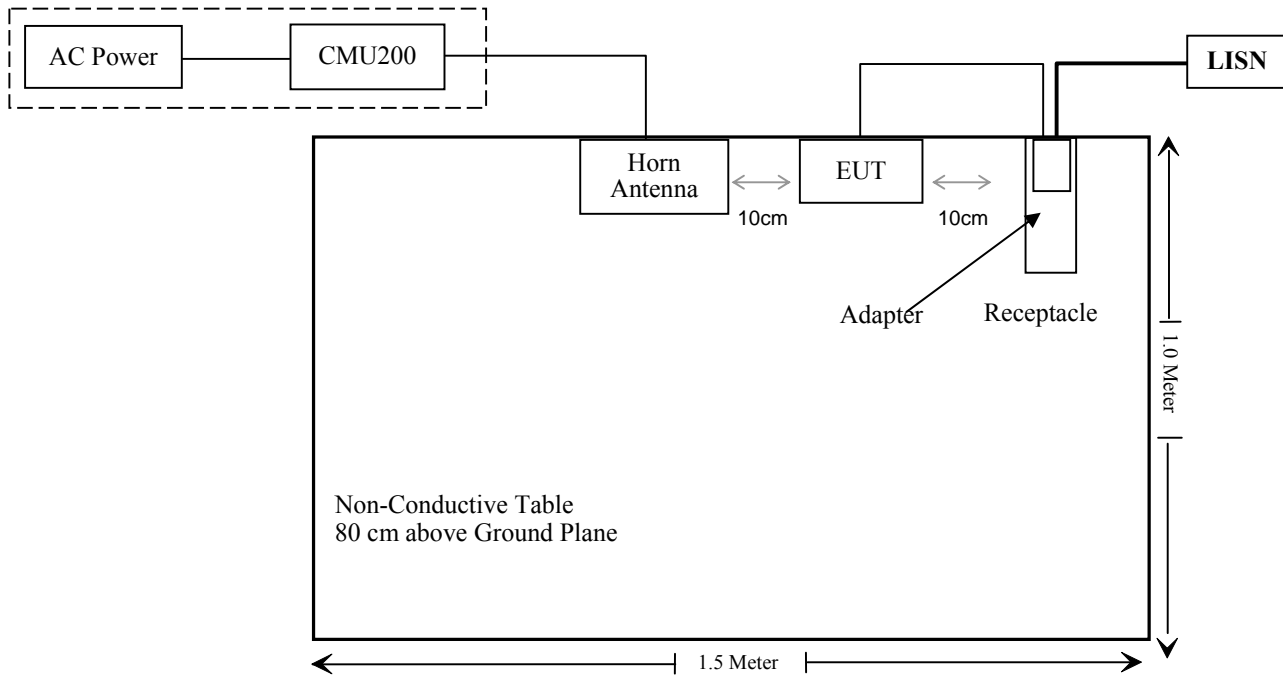 AC Power
CMU200
LISN
Horn
Antenna
EUT
10cm
10cm
Adapter
Receptacle
1.0 Meter
Non-Conductive Table
80 cm above Ground Plane
1.5 Meter